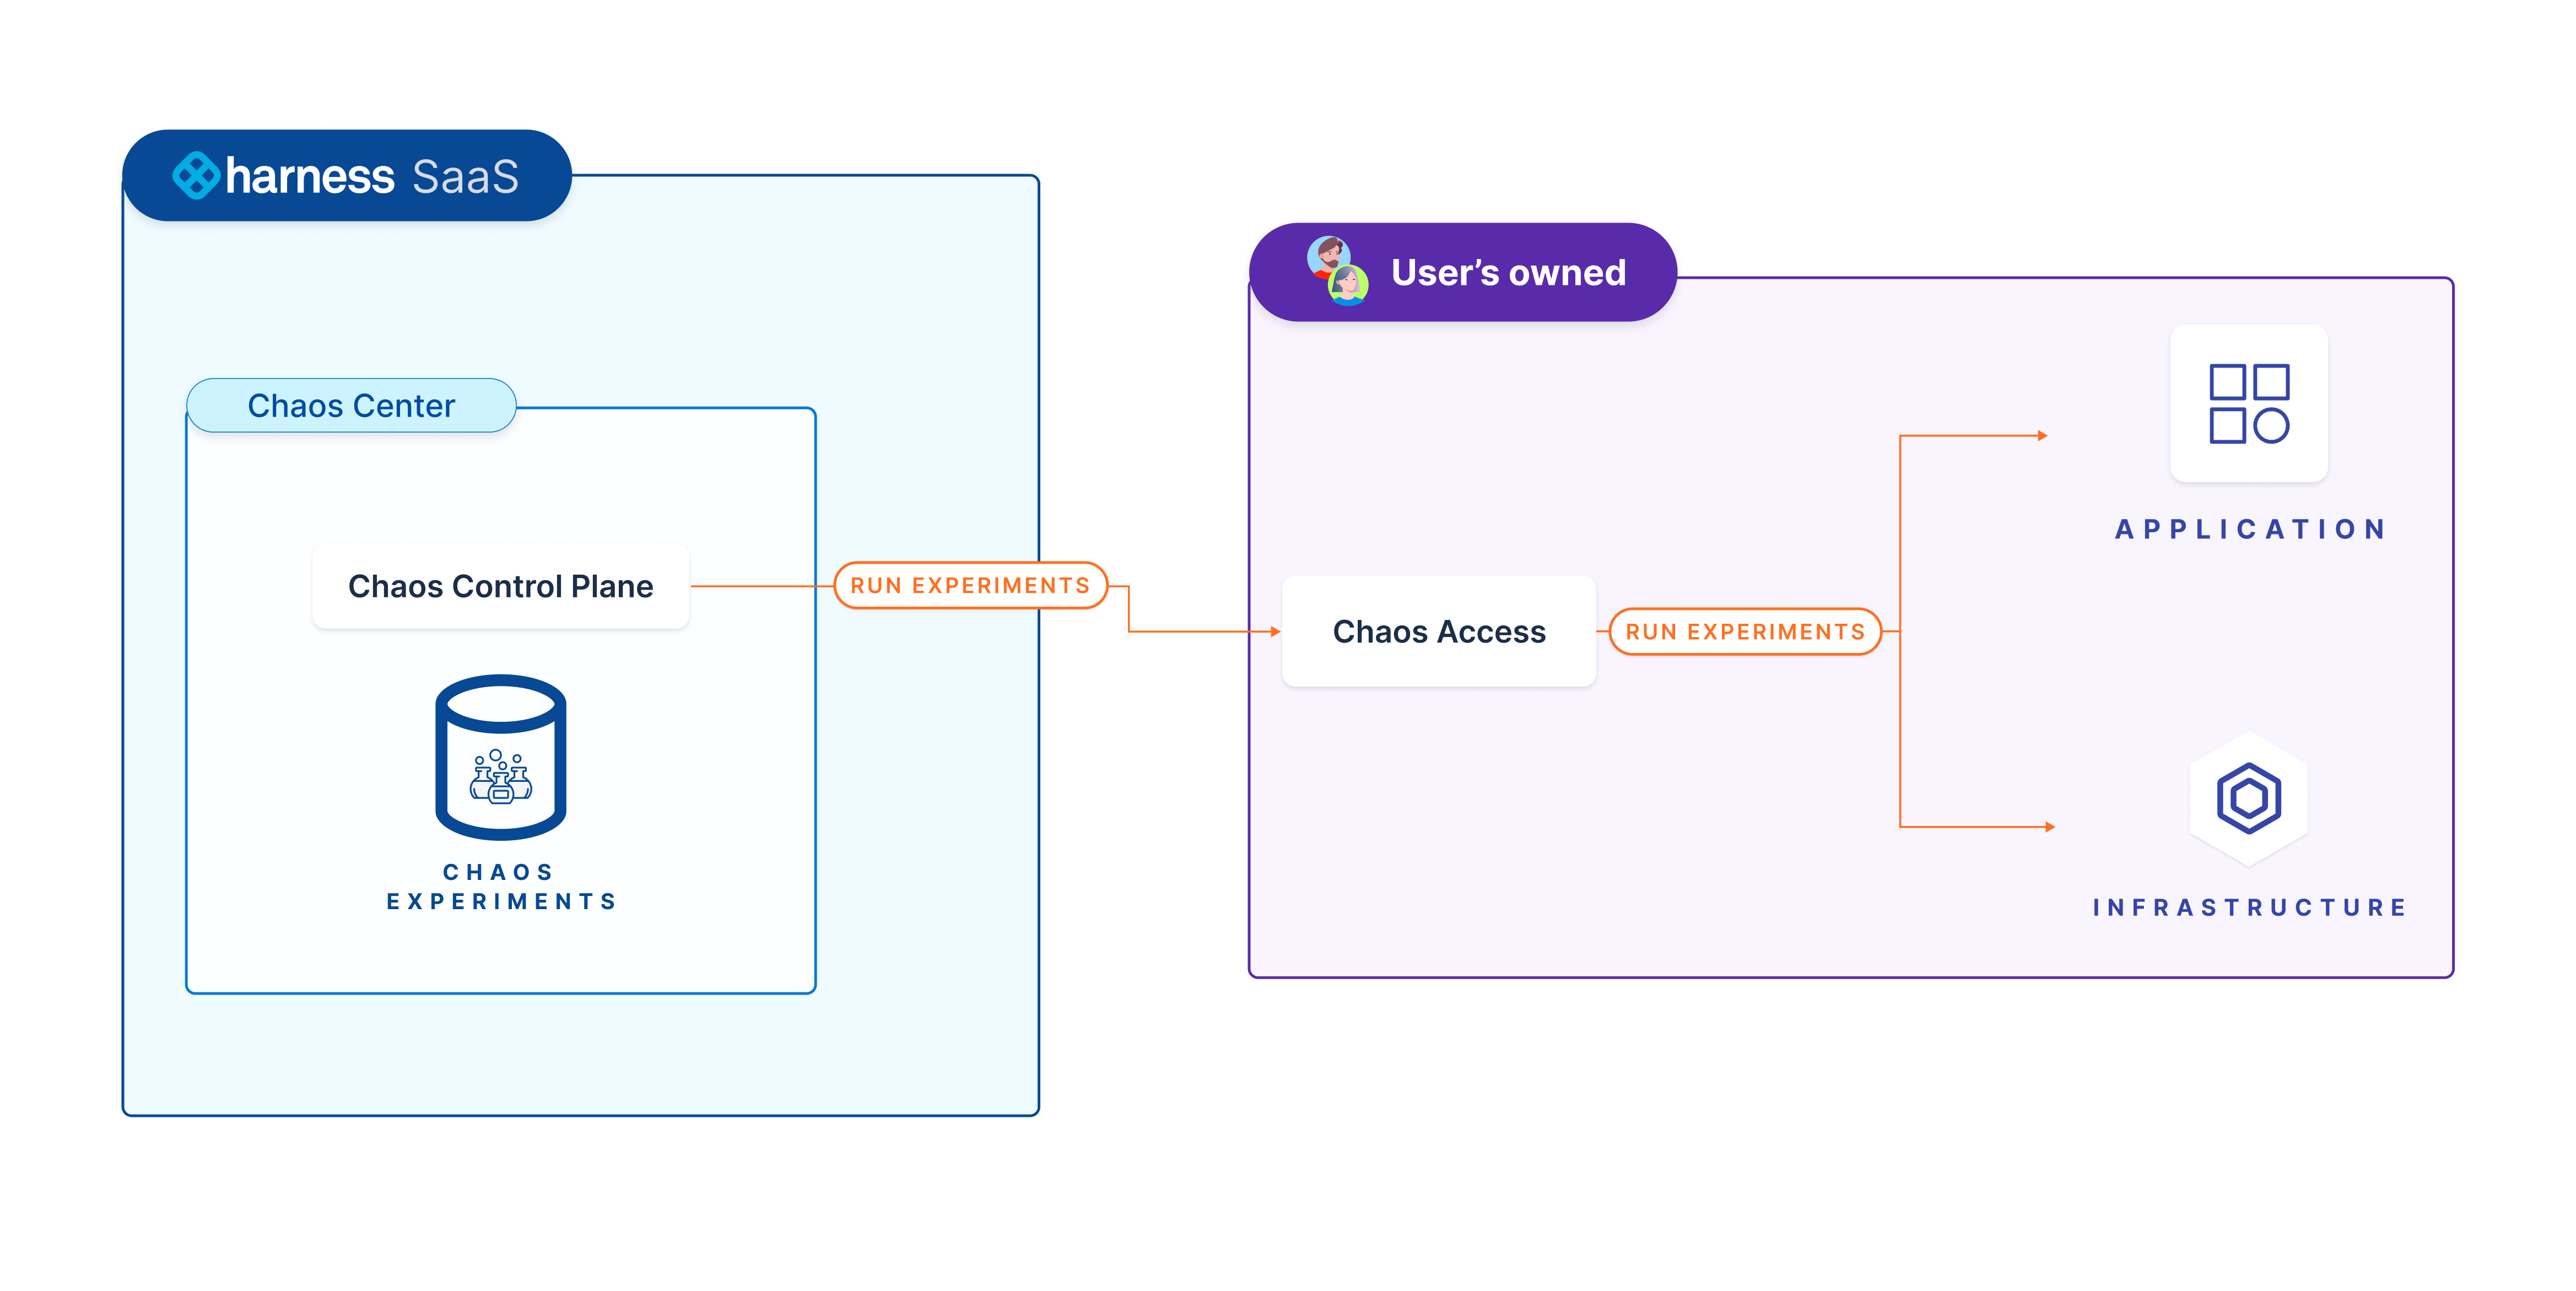 harness SaaS
User’s owned
Chaos Center
Chaos Control Plane
RUN EXPERIMENTS
CHAOS
EXPERIMENTS
Chaos Access
RUN EXPERIMENTS
APPLICATION
INFRASTRUCTURE